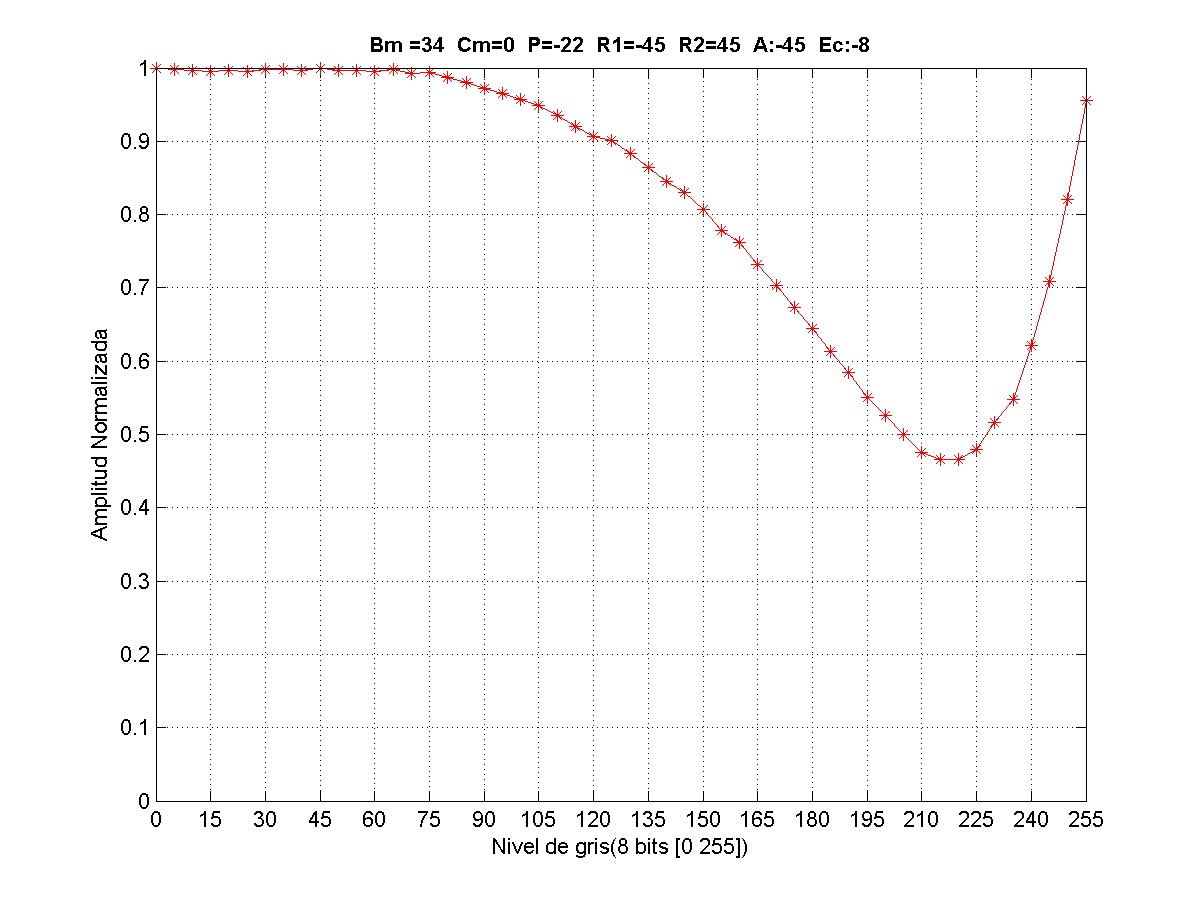 Bm =34 Cm=0 P=-22 R1=-45 R2=45 A:-45 Ec:-8
1
0.9
0.8
0.7
0.6
0.5
0.4
0.3
0.2
0.1
0
Amplitud Normalizada
0 15 30 45 60 75 90 105 120 135 150 165 180 195 210 225 240 255
Nivel de gris(8 bits [0 255])